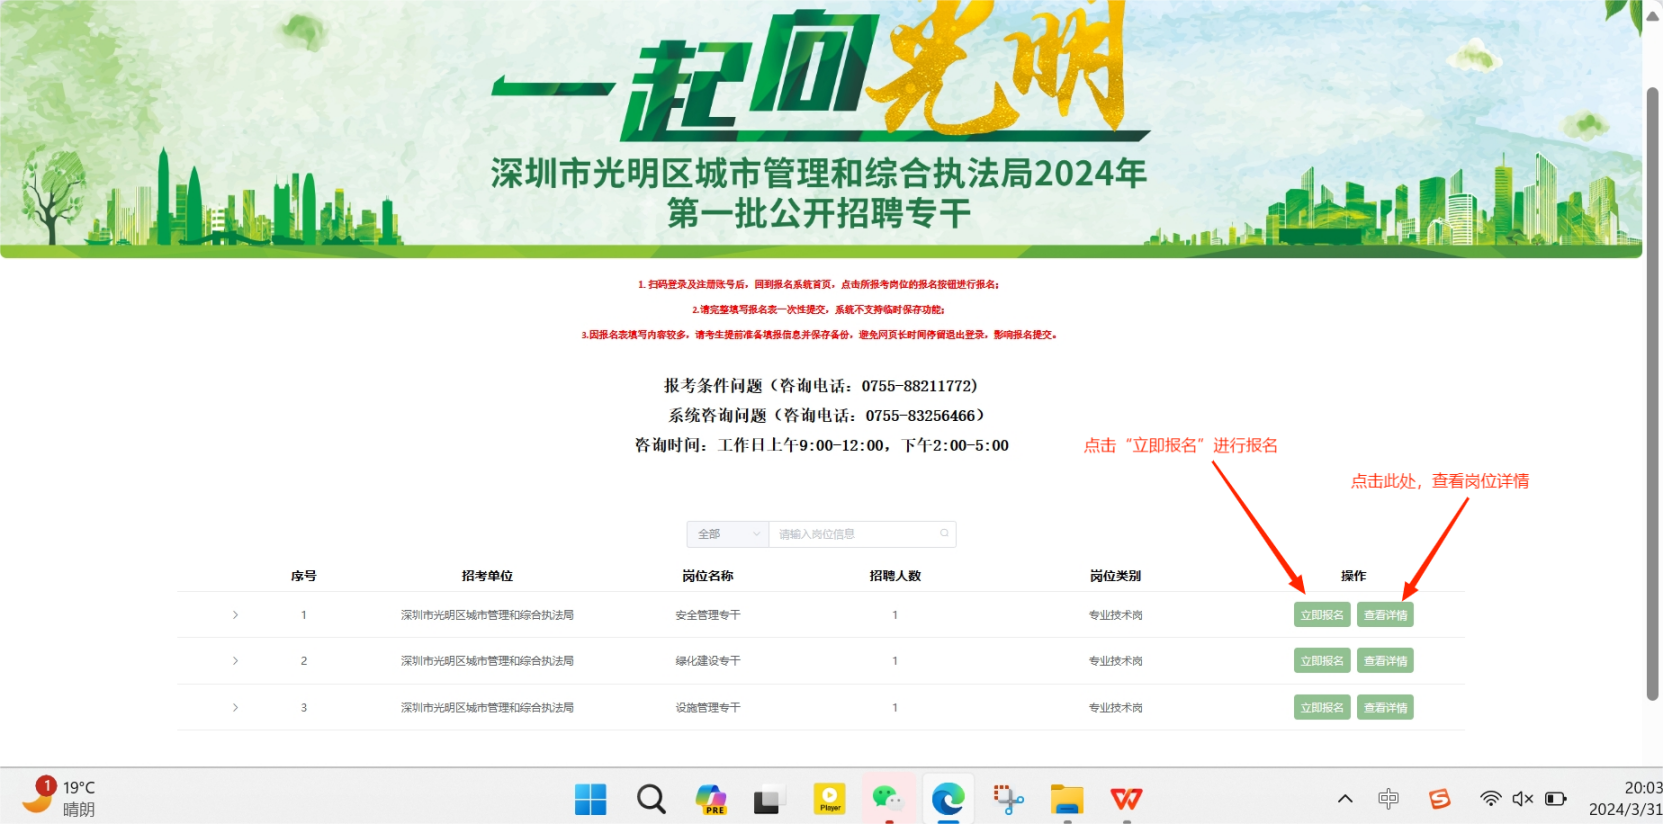 一起向光明
深圳市光明区城市管理和综合执法局2024年
第一批公开招聘专干
1. 扫码登录及注册账号后，回到报名系统首页，点击所报考岗位的报名按钮进行报名；
2.请完整填写报名表一次性提交，系统不支持临时保存功能；
3.因报名表填写内容较多，请考生提前准备填报信息并保存备份，避免网页长时间停留退出登录，影响报名提交。
报考条件问题（咨询电话：0755-88211772）
系统咨询问题（咨询电话：0755-83256466）
咨询时间：工作日上午9:00-12:00，下午2:00-5:00
点击“立即报名”进行报名
点击此处，查看岗位详情
全部 请输入岗位信息
序号 招考单位 岗位名称 招聘人数 岗位类别 操作
1 深圳市光明区城市管理和综合执法局 安全管理专干 1 专业技术岗 立即报名 查看详情
2 深圳市光明区城市管理和综合执法局 绿化建设专干 1 专业技术岗 立即报名 查看详情
3 深圳市光明区城市管理和综合执法局 设施管理专干 1 专业技术岗 立即报名 查看详情
1 19°C
晴朗
PRE
Player
中
20:03
2024/3/31